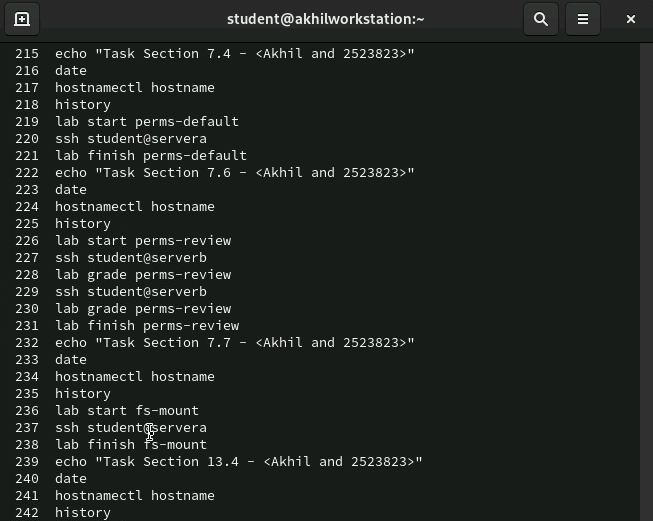 student@akhilworkstation:~
215 echo "Task Section 7.4 - <Akhil and 2523823>"
216 date
217 hostnamectl hostname
218 history
219 lab start perms-default
220 ssh student@servera
221 lab finish perms-default
222 echo "Task Section 7.6 - <Akhil and 2523823>"
223 date
224 hostnamectl hostname
225 history
226 lab start perms-review
227 ssh student@serverb
228 lab grade perms-review
229 ssh student@serverb
230 lab grade perms-review
231 lab finish perms-review
232 echo "Task Section 7.7 - <Akhil and 2523823>"
233 date
234 hostnamectl hostname
235 history
236 lab start fs-mount
237 ssh student@servera
238 lab finish fs-mount
239 echo "Task Section 13.4 - <Akhil and 2523823>"
240 date
241 hostnamectl hostname
242 history